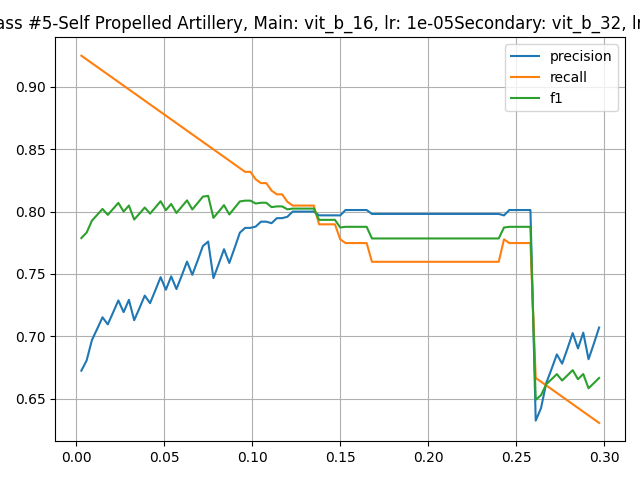 ass #5-Self Propelled Artillery, Main: vit_b_16, lr: 1e-05Secondary: vit_b_32, lr
precision
recall
f1
0.90
0.85
0.80
0.75
0.70
0.65
0.00 0.05 0.10 0.15 0.20 0.25 0.30